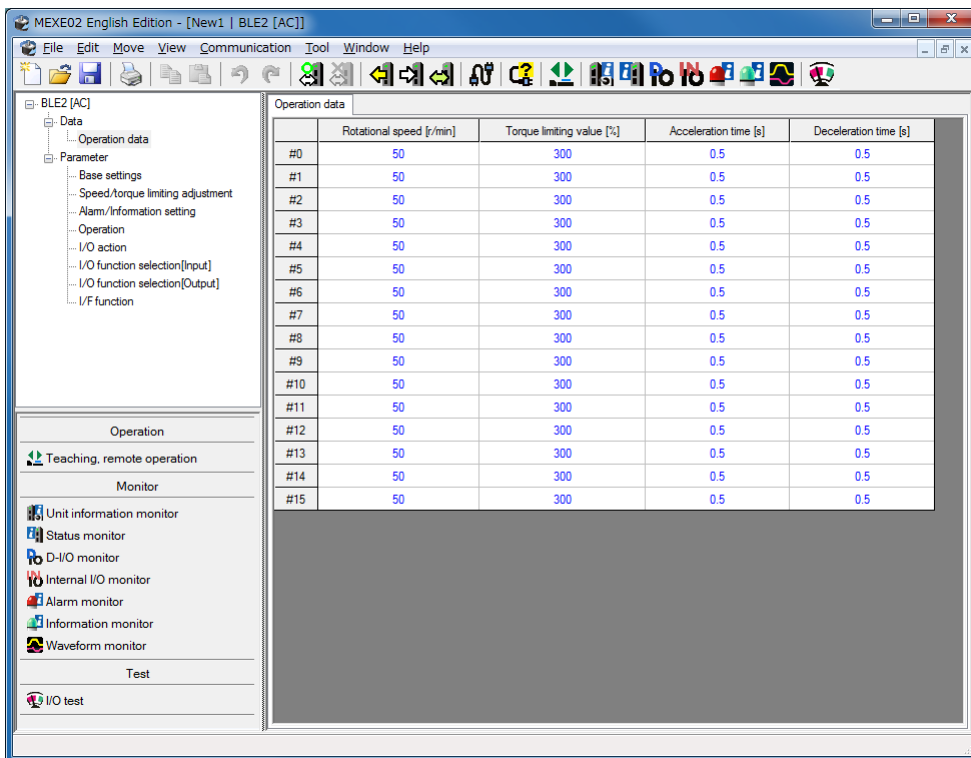 MEXE02 English Edition - [New1 | BLE2 [AC]]
File Edit Move View Communication Tool Window Help
BLE2 [AC]
Data
Operation data
Parameter
Base settings
Speed/torque limiting adjustment
Alarm/Information setting
Operation
I/O action
I/O function selection[Input]
I/O function selection[Output]
I/F function
Operation
Teaching, remote operation
Monitor
Unit information monitor
Status monitor
D-I/O monitor
Internal I/O monitor
Alarm monitor
Information monitor
Waveform monitor
Test
I/O test
Operation data
Rotational speed [r/min] Torque limiting value [%] Acceleration time [s] Deceleration time [s]
#0 50 300 0.5 0.5
#1 50 300 0.5 0.5
#2 50 300 0.5 0.5
#3 50 300 0.5 0.5
#4 50 300 0.5 0.5
#5 50 300 0.5 0.5
#6 50 300 0.5 0.5
#7 50 300 0.5 0.5
#8 50 300 0.5 0.5
#9 50 300 0.5 0.5
#10 50 300 0.5 0.5
#11 50 300 0.5 0.5
#12 50 300 0.5 0.5
#13 50 300 0.5 0.5
#14 50 300 0.5 0.5
#15 50 300 0.5 0.5